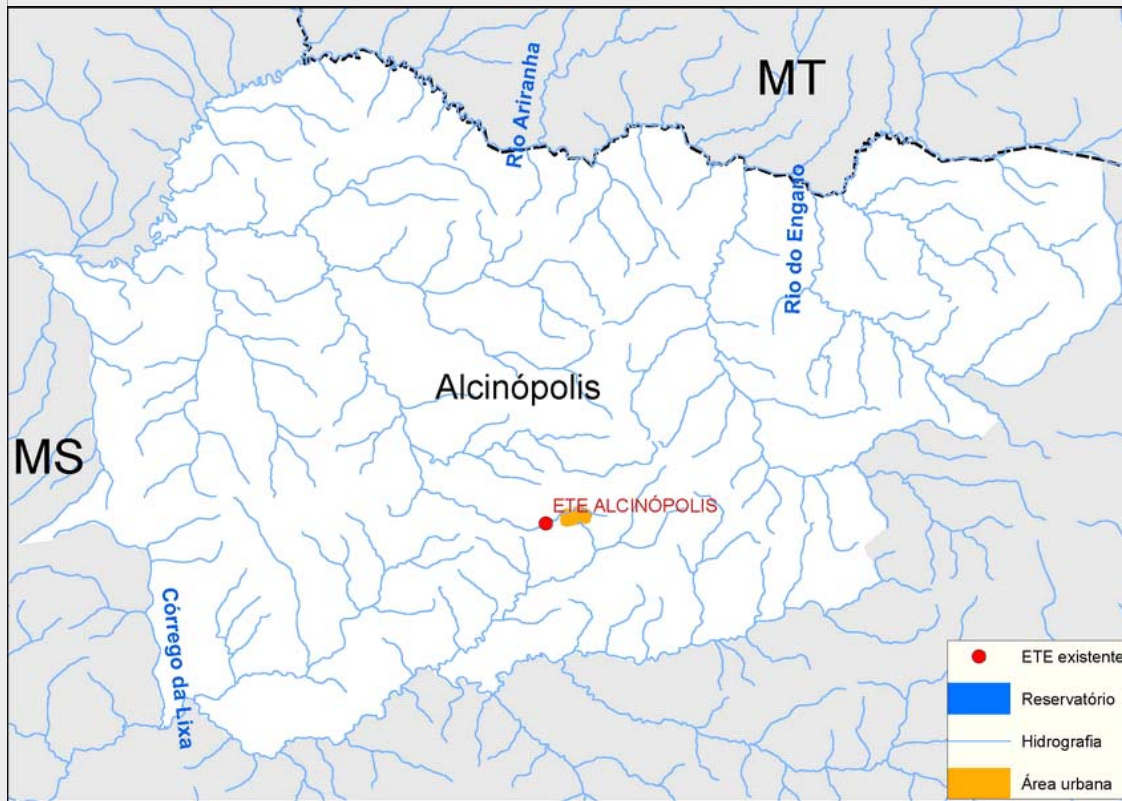 Rio Ariranha
MT
Rio do Engano
Alcinópolis
MS
ETE ALCINÓPOLIS
Córrego da Lixa
ETE existente
Reservatório
Hidrografia
Área urbana